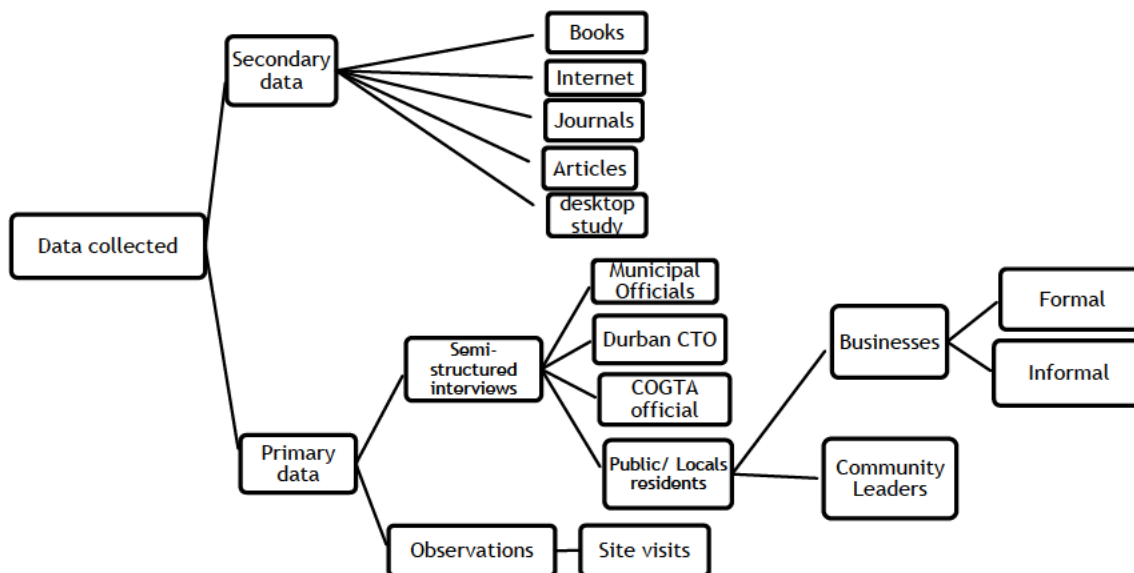 Books
Secondary
data
Internet
Journals
Articles
desktop
study
Data collected
Municipal
Officials
Formal
Durban CTO
Businesses
Semi-
structured
interviews
Informal
COGTA
official
Primary
data
Public/ Locals
residents
Community
Leaders
Observations
Site visits